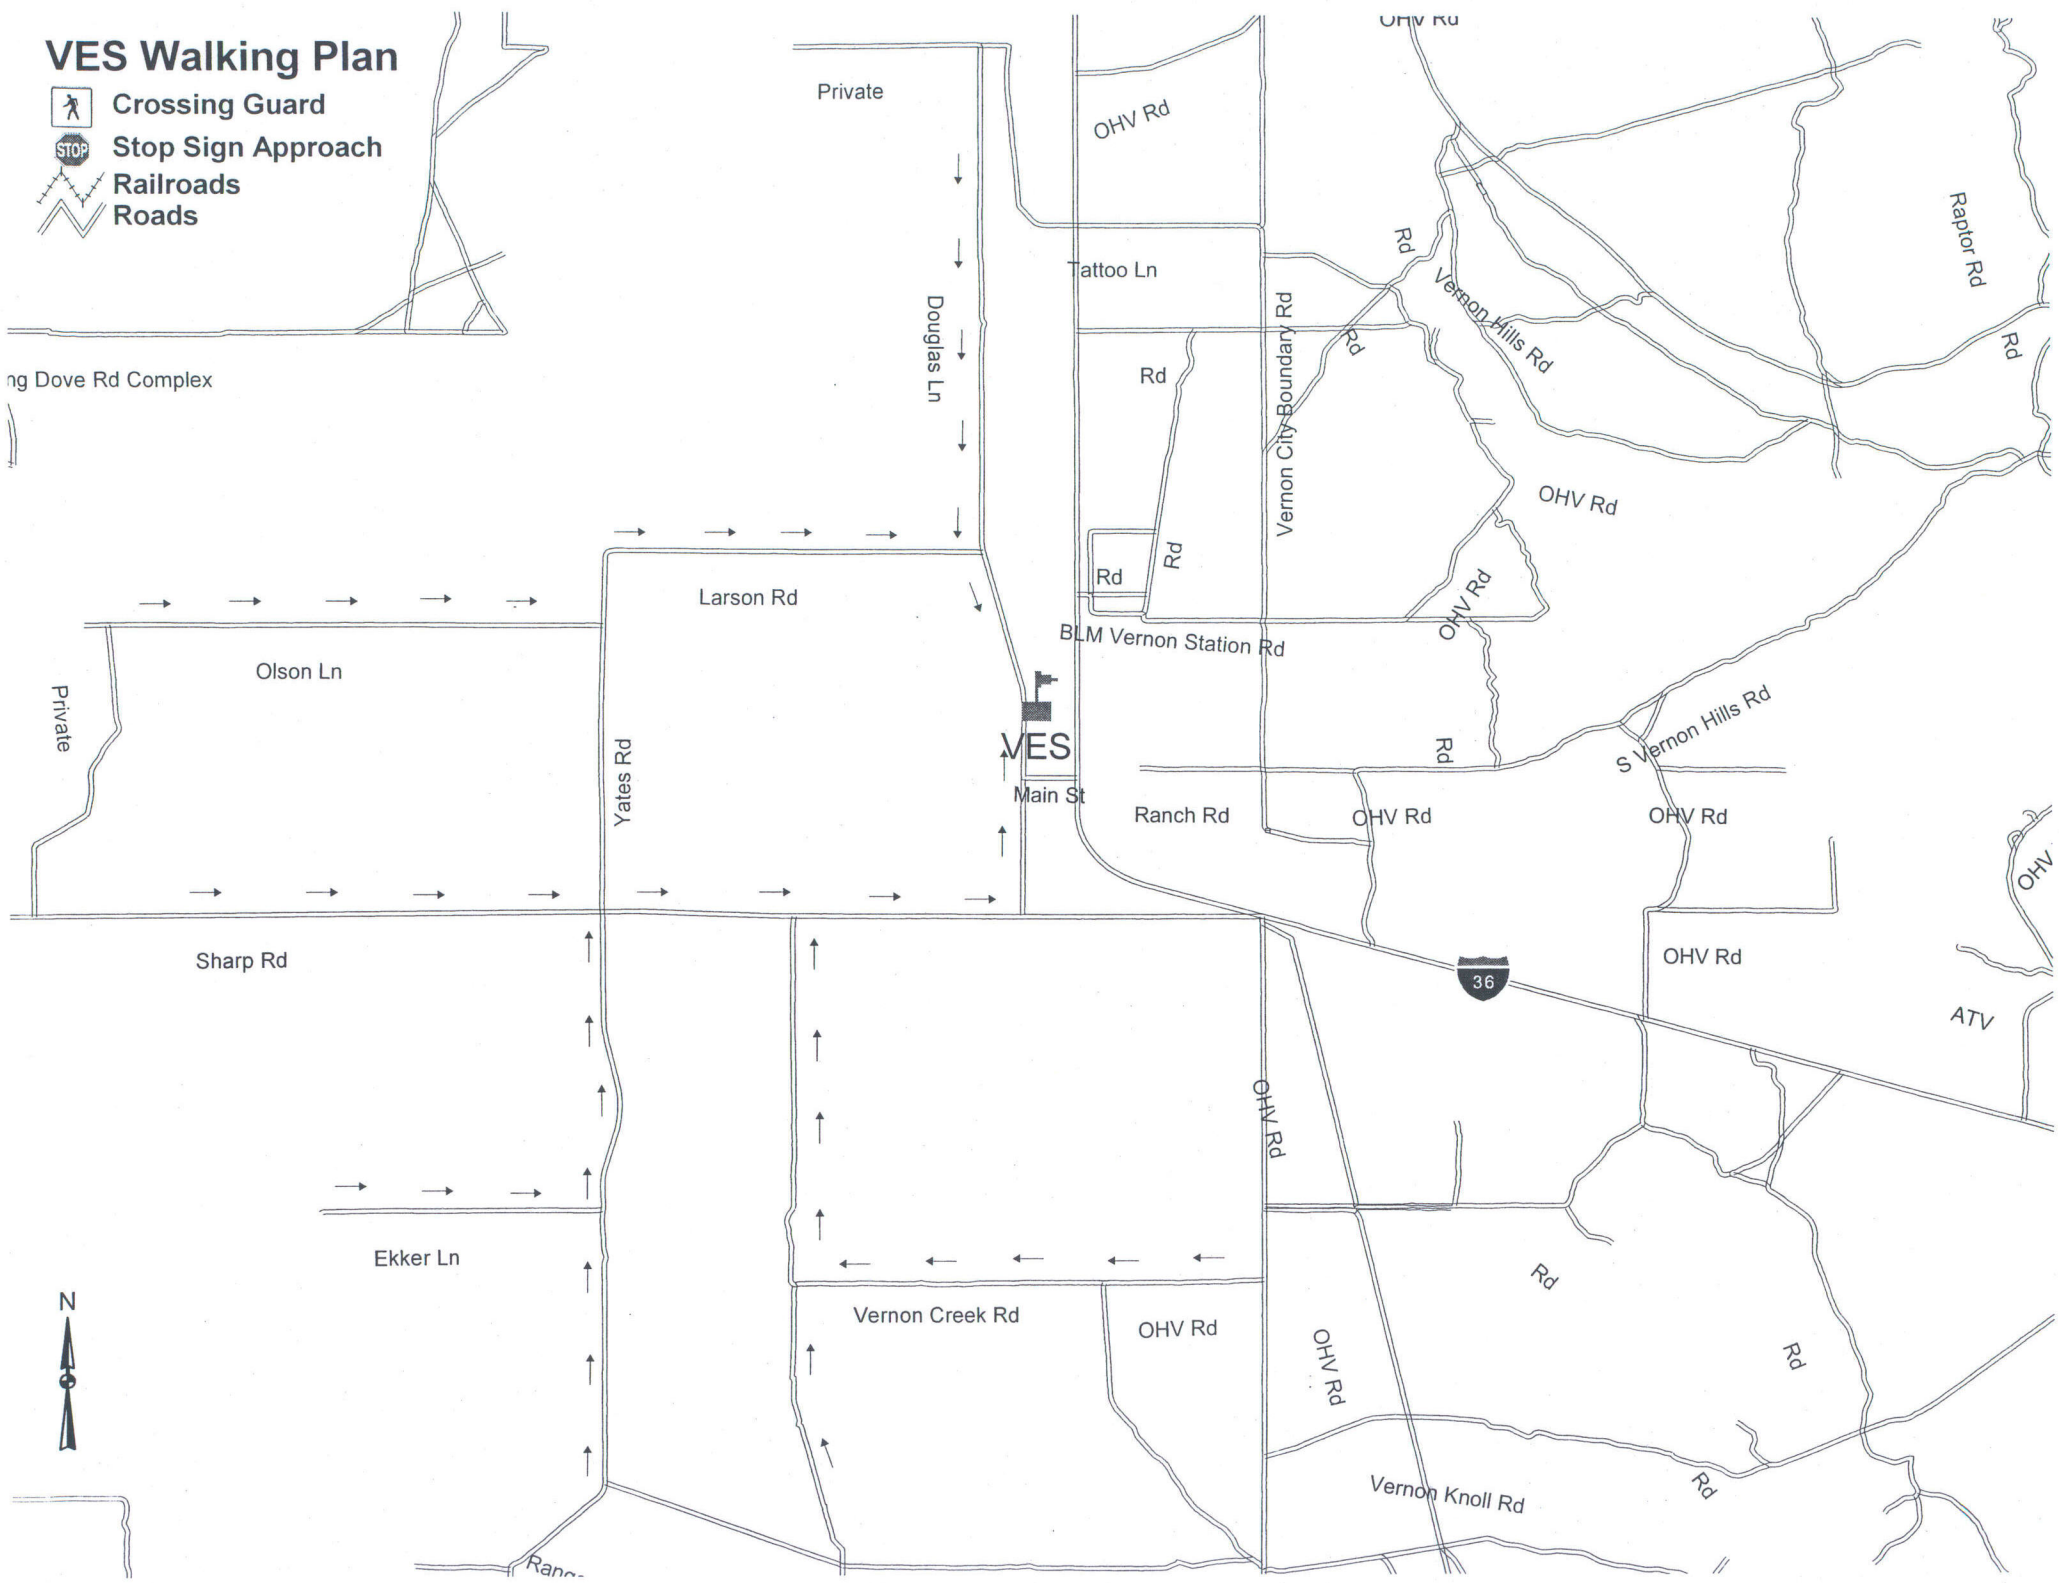 VES Walking Plan
Crossing Guard
STOP
Stop Sign Approach
Railroads
Roads
OHV Rd
Private
OHV Rd
Raptor Rd
Rd
Tattoo Ln
Vernon Hills Rd
Douglas Ln
Vernon City Boundary Rd
Rd
Rd
ng Dove Rd Complex
Rd
OHV Rd
Rd
Rd
Larson Rd
OHV Rd
BLM Vernon Station Rd
Olson Ln
Private
Yates Rd
VES
Rd
S Vernon Hills Rd
Main St
Ranch Rd
OHV Rd
OHV Rd
OHV
Sharp Rd
OHV Rd
36
ATV
OHV Rd
Ekker Ln
Rd
N
Vernon Creek Rd
OHV Rd
OHV Rd
Rd
Vernon Knoll Rd
Rd